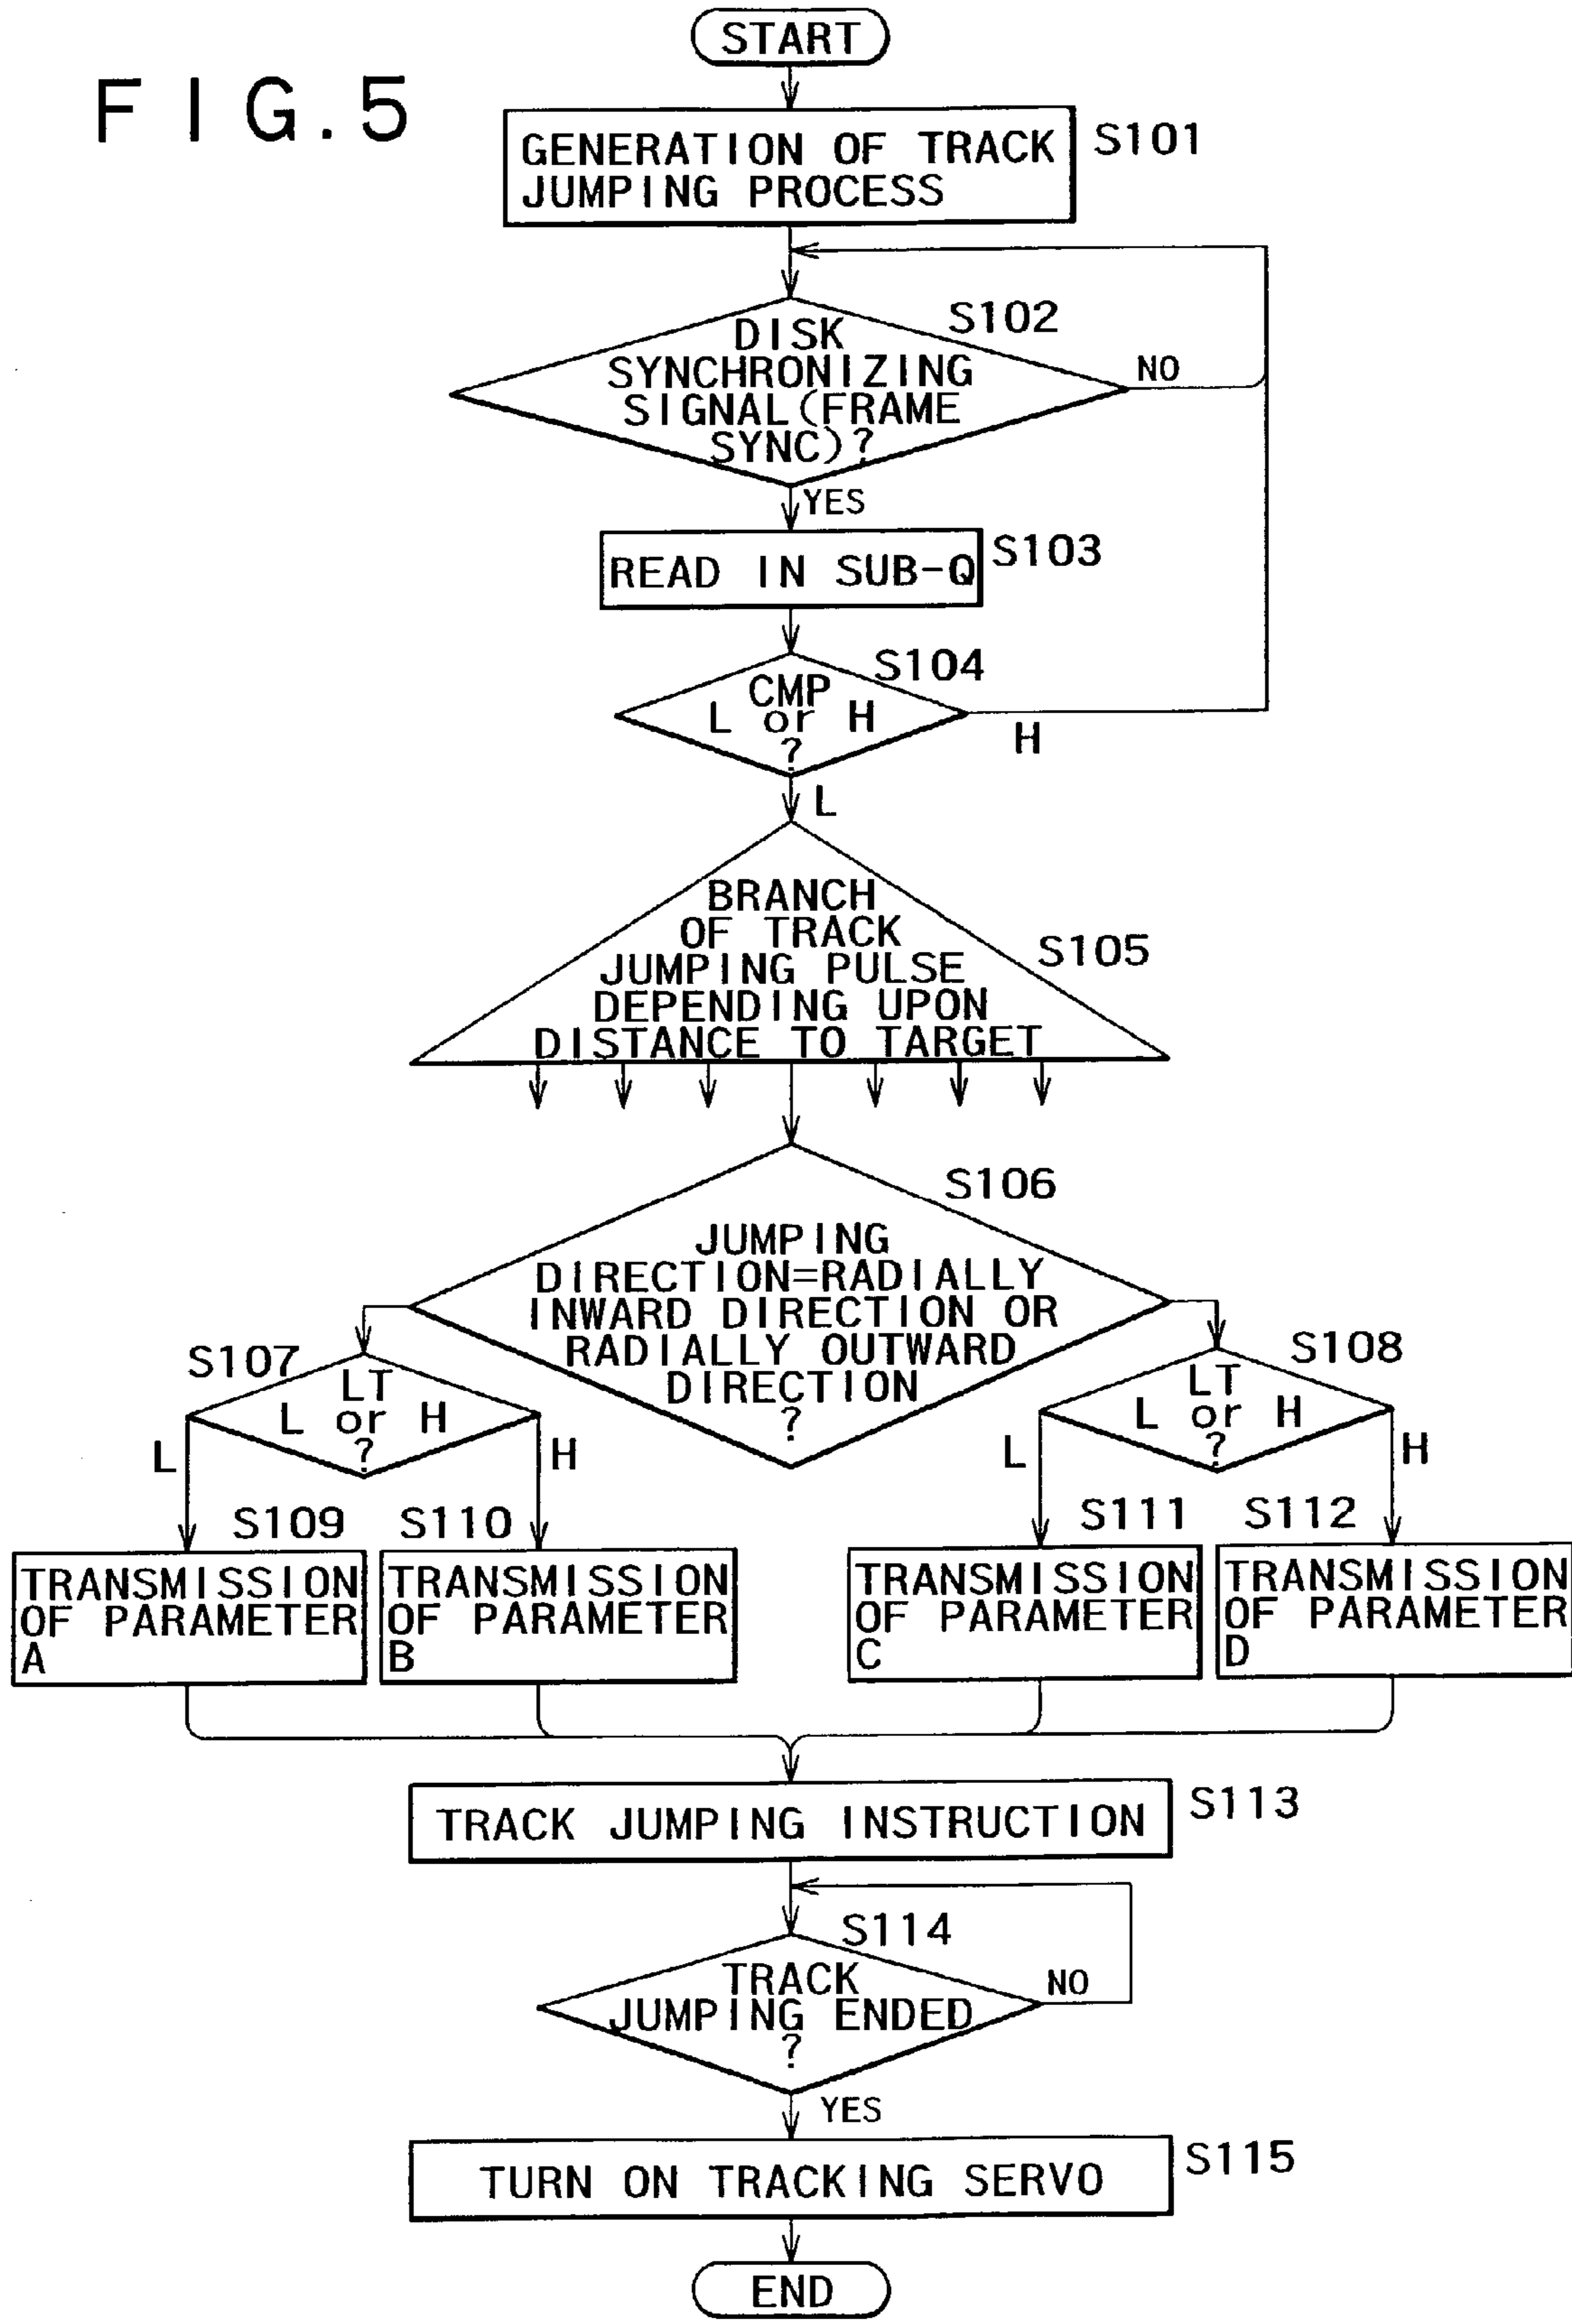 START
FIG.5
GENERATION OF TRACK
JUMPING PROCESS
S101
S102
DISK
SYNCHRONIZING
SIGNAL(FRAME
SYNC)?
NO
YES
READ IN SUB-Q
S103
S104
CMP
L or H
?
H
L
BRANCH
OF TRACK
JUMPING PULSE
DEPENDING UPON
DISTANCE TO TARGET
S105
S106
JUMPING
DIRECTION=RADIALLY
INWARD DIRECTION OR
RADIALLY OUTWARD
DIRECTION
?
S107
LT
L or H
?
L
H
S108
LT
L or H
?
L
H
S109
TRANSMISSION
OF PARAMETER
A
S110
TRANSMISSION
OF PARAMETER
B
S111
TRANSMISSION
OF PARAMETER
C
S112
TRANSMISSION
OF PARAMETER
D
TRACK JUMPING INSTRUCTION
S113
S114
TRACK
JUMPING ENDED
?
NO
YES
TURN ON TRACKING SERVO
S115
END